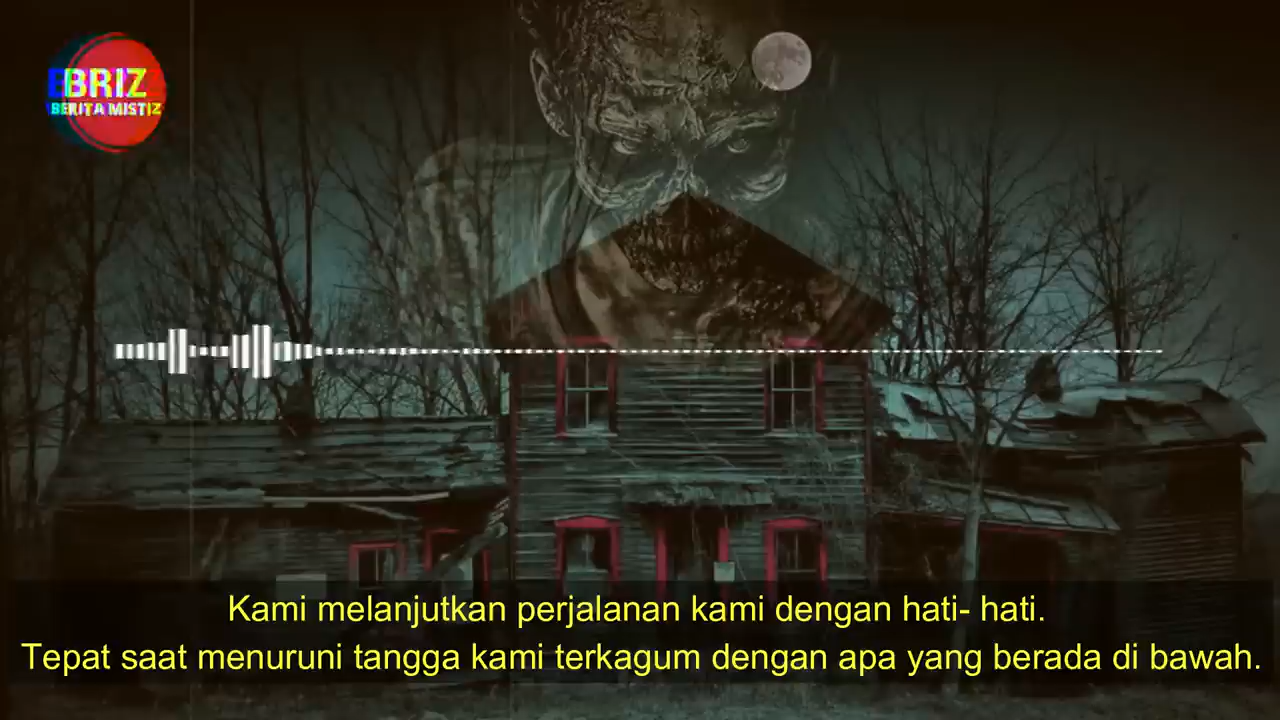 BRIZ
BERITA MISTIZ
Kami melanjutkan perjalanan kami dengan hati- hati.
Tepat saat menuruni tangga kami terkagum dengan apa yang berada di bawah.